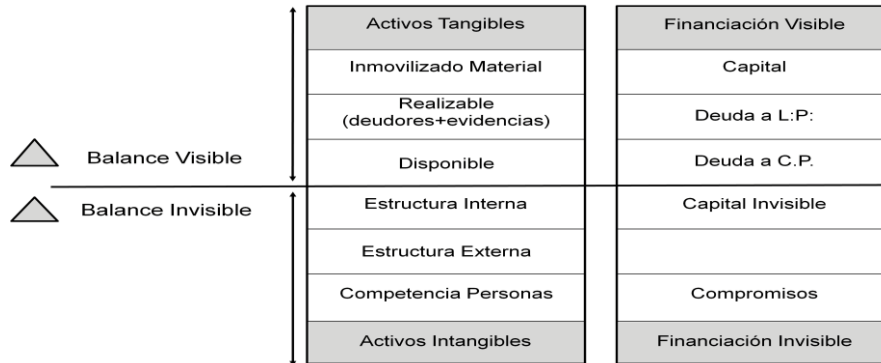 Activos Tangibles
Financiación Visible
Inmovilizado Material
Capital
Realizable
(deudores+evidencias)
Deuda a L:P:
Balance Visible
Disponible
Deuda a C.P.
Balance Invisible
Estructura Interna
Capital Invisible
Estructura Externa
Competencia Personas
Compromisos
Activos Intangibles
Financiación Invisible